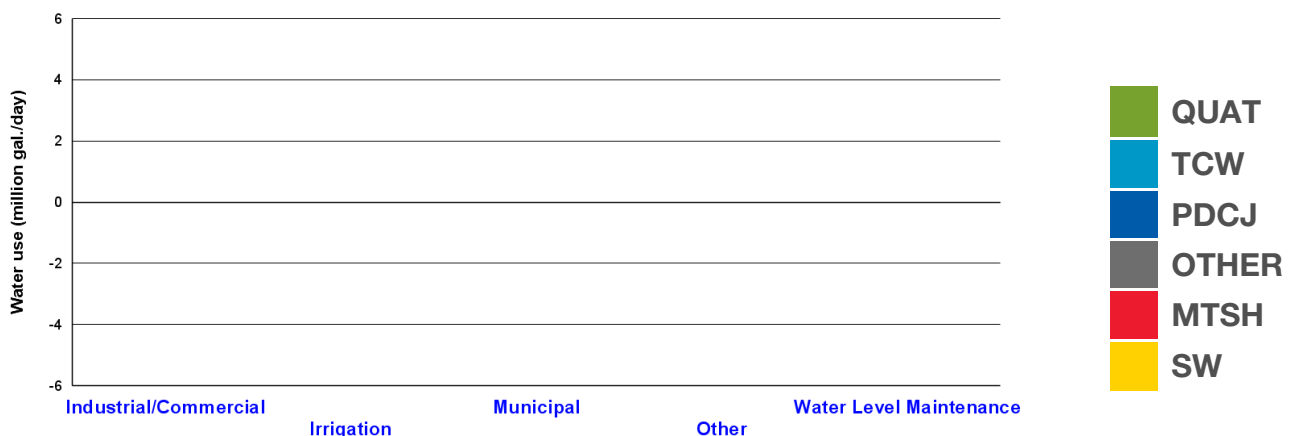 Water use (million gal./day)
6
4
2
0
-2
-4
-6
Industrial/Commercial
Irrigation
Municipal
Other
Water Level Maintenance
QUAT
TCW
PDCJ
OTHER
MTSH
SW